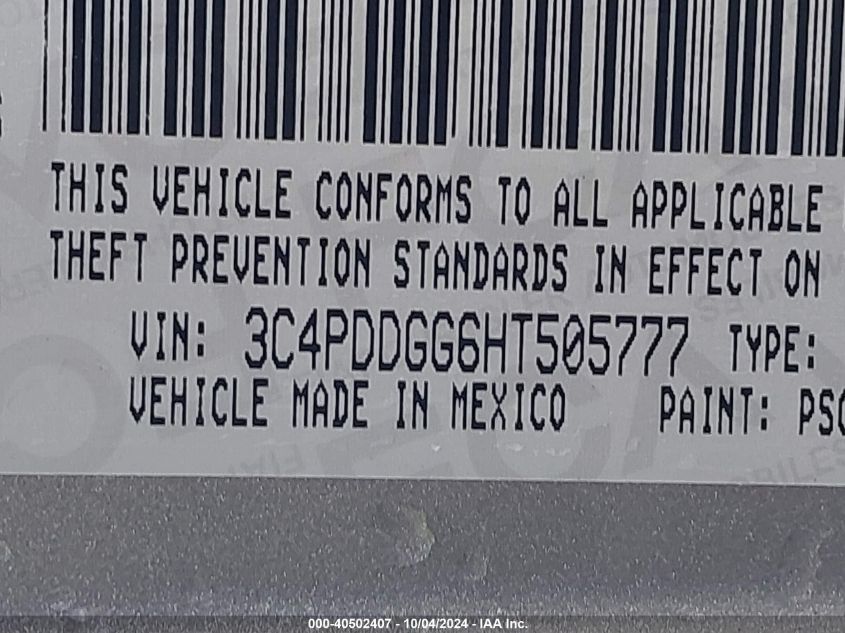 THIS VEHICLE CONFORMS TO ALL APPLICABLE
THEFT PREVENTION STANDARDS IN EFFECT ON
VIN: 3C4PDDGG6HT505777 TYPE:
VEHICLE MADE IN MEXICO PAINT:
000-40502407 - 10/04/2024 - IAA Inc.